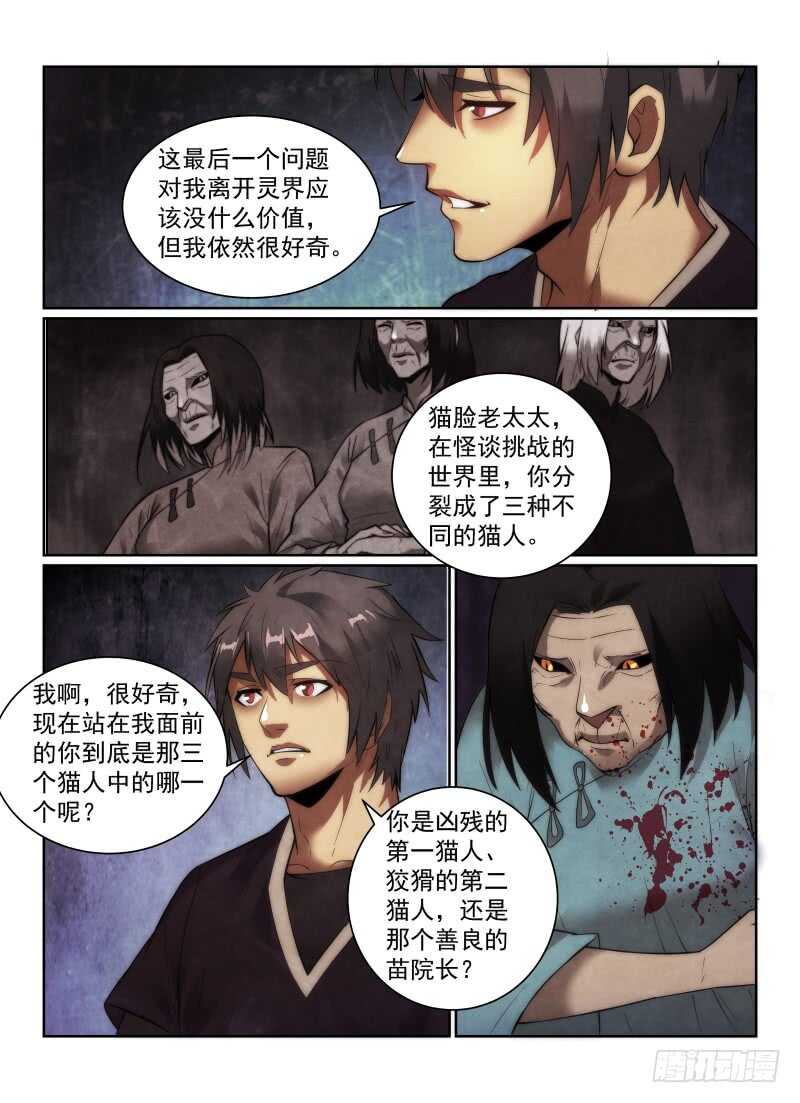 这最后一个问题
对我离开灵界应
该没什么价值，
但我依然很好奇。
猫脸老太太，
在怪谈挑战的
世界里，你分
裂成了三种不
同的猫人。
我啊，很好奇，
现在站在我面前
的你到底是那三
个猫人中的哪一
个呢？
你是凶残的
第一猫人、
狡猾的第二
猫人，还是
那个善良的
苗院长？
腾讯动漫